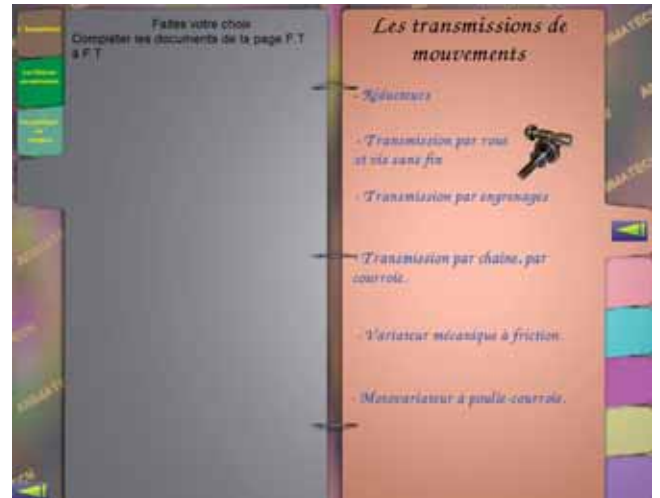 Faites votre choix
Compléter les documents de la page F.T
à F.T
Les transmissions de
mouvements
- Réducteurs
- Transmission par roue
et vis sans fin
- Transmission par engrenages
- Transmission par chaîne, par
courroie.
- Variateur mécanique à friction.
- Motovariateur à poulie-courroie.